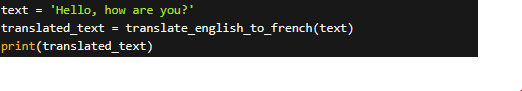 text = 'Hello, how are you?'
translated_text = translate_english_to_french(text)
print(translated_text)